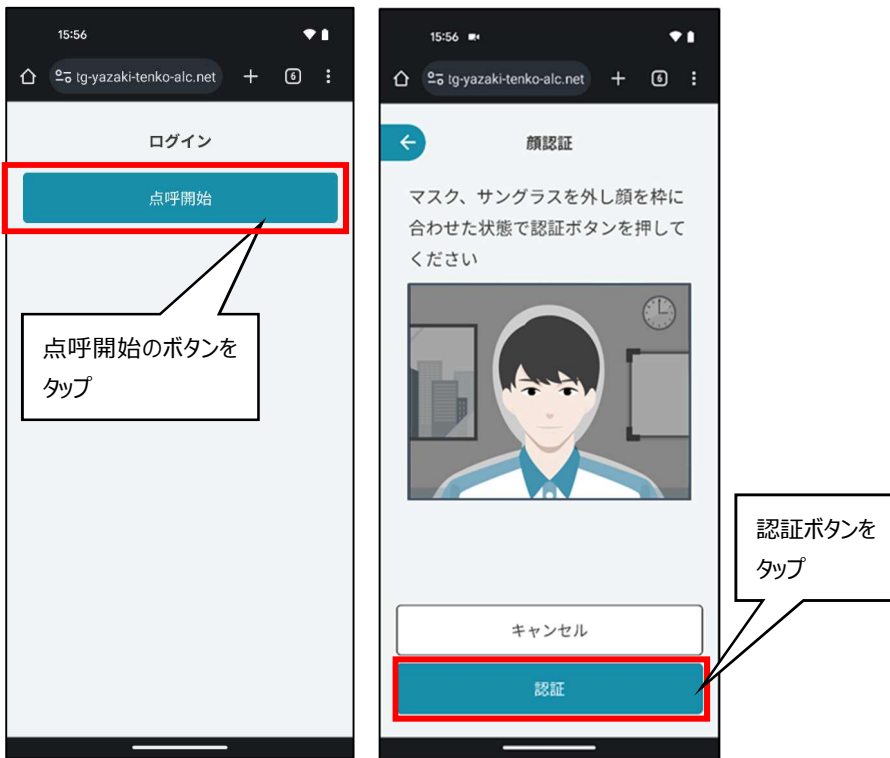 15:56
tg-yazaki-tenko-alc.net
6
ログイン
点呼開始
点呼開始のボタンを
タップ
15:56
tg-yazaki-tenko-alc.net
6
顔認証
マスク、サングラスを外し顔を枠に
合わせた状態で認証ボタンを押して
ください
キャンセル
認証
認証ボタンを
タップ